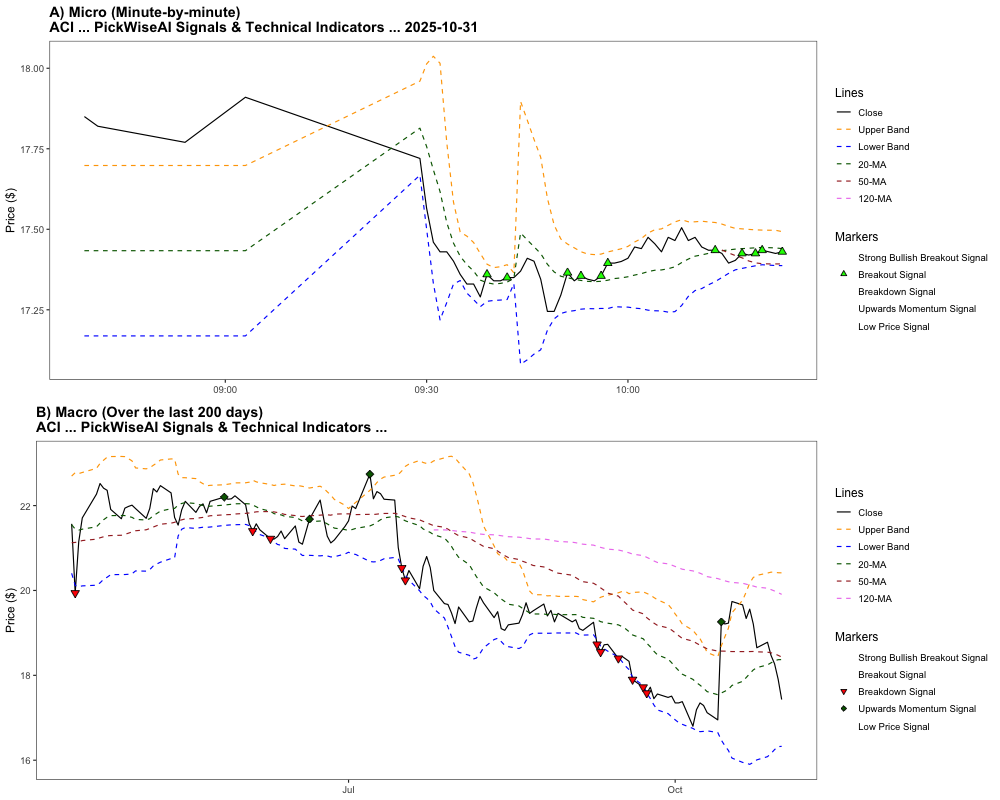 A) Micro (Minute-by-minute)
ACI ... PickWiseAI Signals & Technical Indicators ... 2025-10-31
Price ($)
18.00
17.75
17.50
17.25
09:00
09:30
10:00
Lines
Close
Upper Band
Lower Band
20-MA
50-MA
120-MA
Markers
Strong Bullish Breakout Signal
Breakout Signal
Breakdown Signal
Upwards Momentum Signal
Low Price Signal
B) Macro (Over the last 200 days)
ACI ... PickWiseAI Signals & Technical Indicators ...
Price ($)
22
20
18
16
Jul
Oct
Lines
Close
Upper Band
Lower Band
20-MA
50-MA
120-MA
Markers
Strong Bullish Breakout Signal
Breakout Signal
Breakdown Signal
Upwards Momentum Signal
Low Price Signal